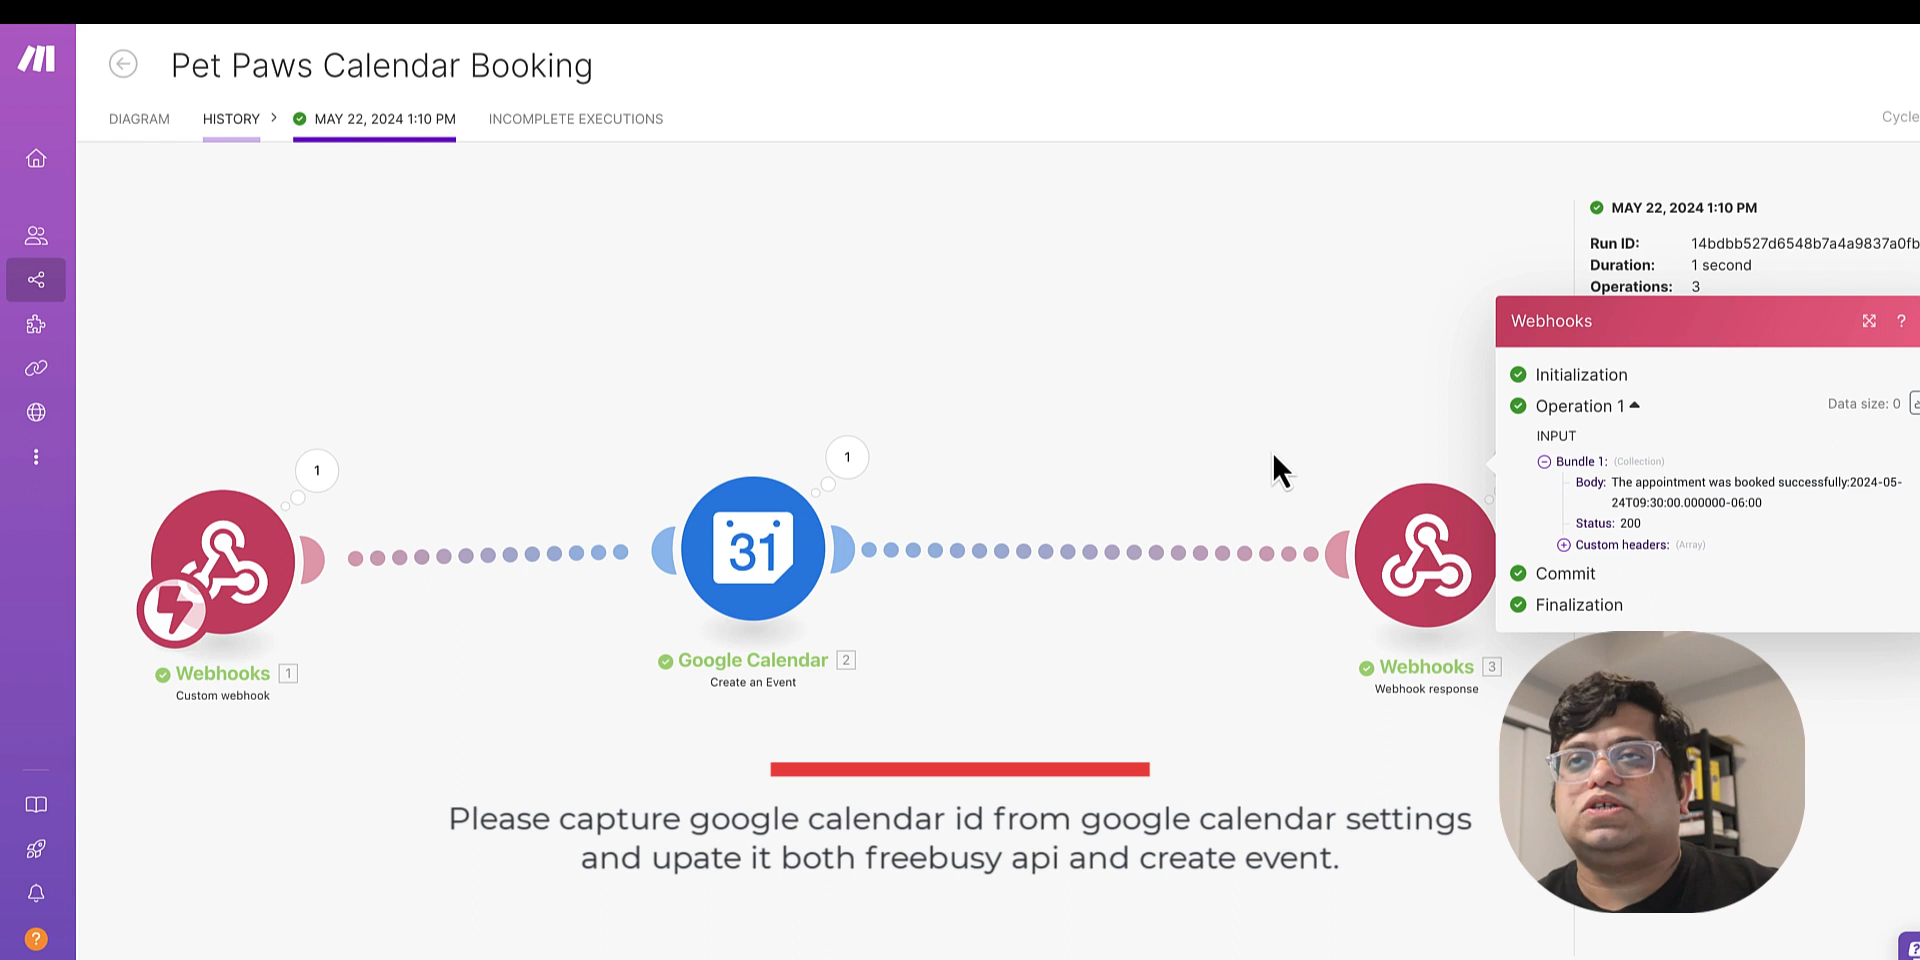 Pet Paws Calendar Booking
DIAGRAM
HISTORY
MAY 22, 2024 1:10 PM
INCOMPLETE EXECUTIONS
Cycle
MAY 22, 2024 1:10 PM
Run ID: 14bdbb527d6548b7a4a9837a0fb
Duration: 1 second
Operations: 3
Webhooks
?
Initialization
Operation 1
Data size: 0
INPUT
Bundle 1: (Collection)
Body: The appointment was booked successfully:2024-05-
24T09:30:00.000000-06:00
Status: 200
Custom headers: (Array)
Commit
Finalization
1
1
31
Webhooks 1
Custom webhook
Google Calendar 2
Create an Event
Webhooks 3
Webhook response
Please capture google calendar id from google calendar settings
and upate it both freebusy api and create event.
?